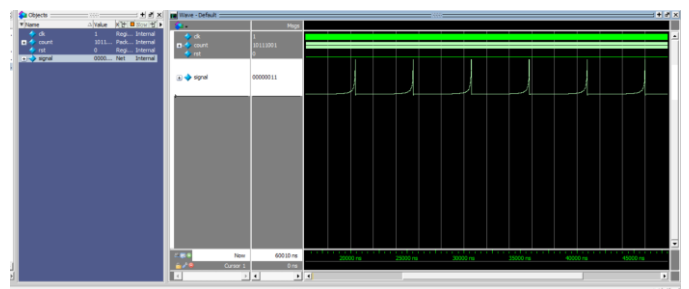 Objects
Name Value
clk 1 Regi... Internal
count 1011... Pack... Internal
rst 0 Regi... Internal
signal 0000... Net Internal
Wave - Default
Msgs
clk 1
count 10111001
rst 0
signal 00000011
Now 60010 ns
Cursor 1 0 ns
20000 ns 25000 ns 30000 ns 35000 ns 40000 ns 45000 ns